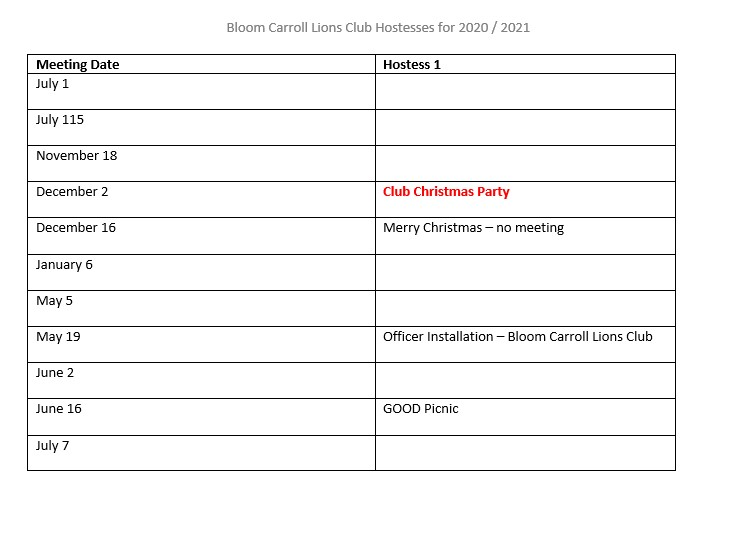 Bloom Carroll Lions Club Hostesses for 2020 / 2021
Meeting Date Hostess 1
July 1
July 115
November 18
December 2 Club Christmas Party
December 16 Merry Christmas – no meeting
January 6
May 5
May 19 Officer Installation – Bloom Carroll Lions Club
June 2
June 16 GOOD Picnic
July 7